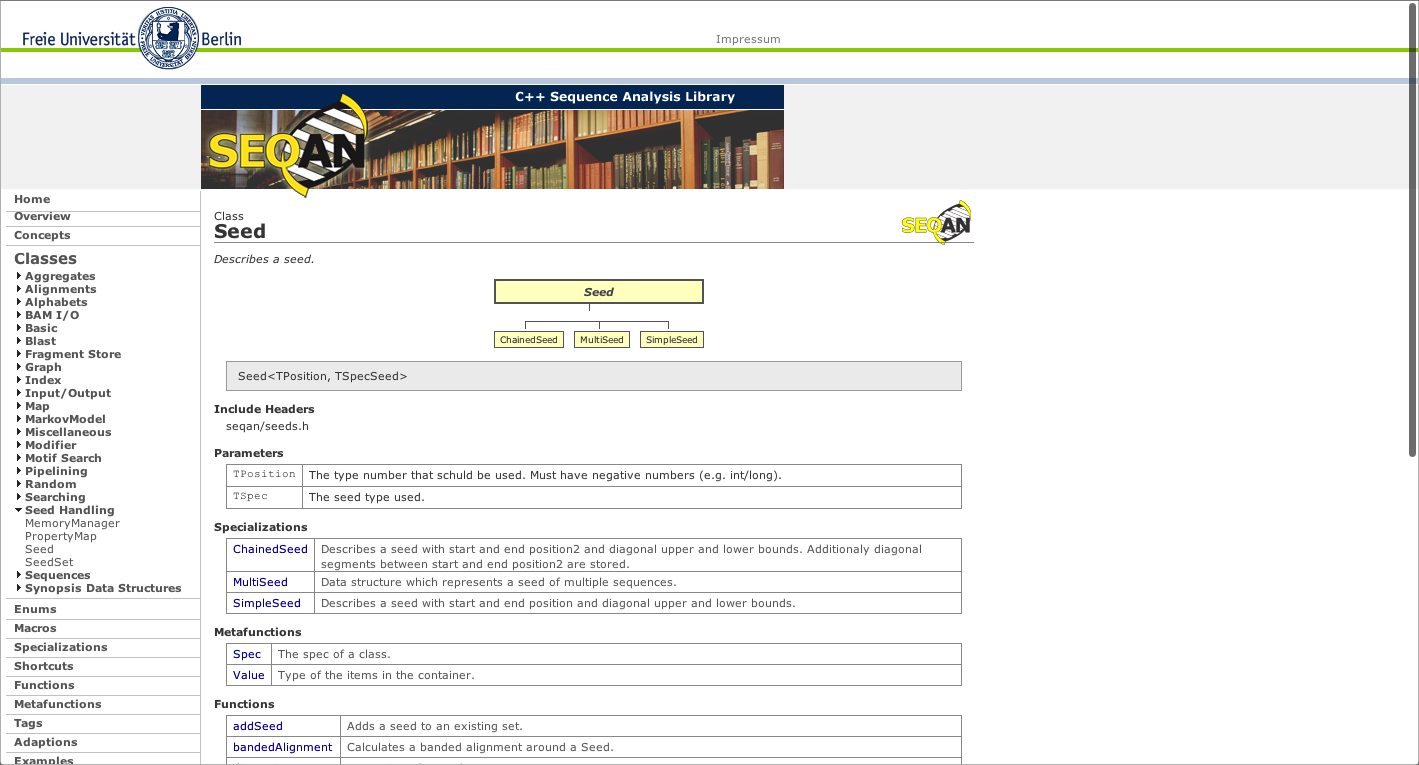 Freie Universität Berlin
Impressum
C++ Sequence Analysis Library
SEQAN
Home
Overview
Concepts
Classes
Aggregates
Alignments
Alphabets
BAM I/O
Basic
Blast
Fragment Store
Graph
Index
Input/Output
Map
MarkovModel
Miscellaneous
Modifier
Motif Search
Pipelining
Random
Searching
Seed Handling
MemoryManager
PropertyMap
Seed
SeedSet
Sequences
Synopsis Data Structures
Enums
Macros
Specializations
Shortcuts
Functions
Metafunctions
Tags
Adaptions
Examples
Class
Seed
SEQAN
Describes a seed.
Seed
ChainedSeed MultiSeed SimpleSeed
Seed<TPosition, TSpecSeed>
Include Headers
seqan/seeds.h
Parameters
TPosition The type number that schuld be used. Must have negative numbers (e.g. int/long).
TSpec The seed type used.
Specializations
ChainedSeed Describes a seed with start and end position2 and diagonal upper and lower bounds. Additionaly diagonal
segments between start and end position2 are stored.
MultiSeed Data structure which represents a seed of multiple sequences.
SimpleSeed Describes a seed with start and end position and diagonal upper and lower bounds.
Metafunctions
Spec The spec of a class.
Value Type of the items in the container.
Functions
addSeed Adds a seed to an existing set.
bandedAlignment Calculates a banded alignment around a Seed.